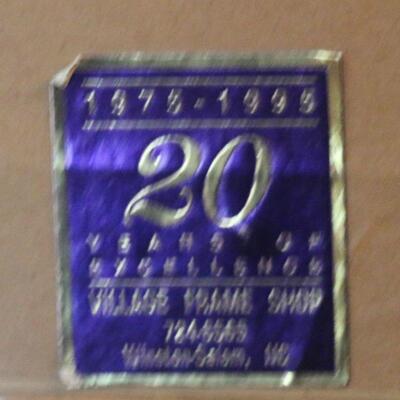 1975-1995
20
YEARS OF
EXCELLENCE
VILLAGE FRAME SHOP
Winston-Salem, NC